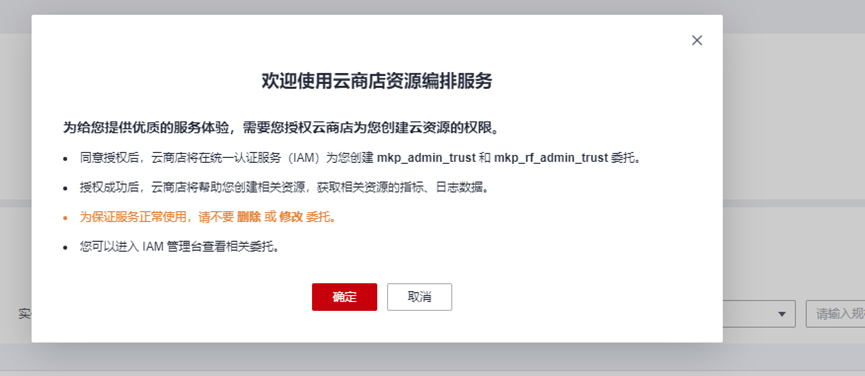 欢迎使用云商店资源编排服务
为给您提供优质的服务体验，需要您授权云商店为您创建云资源的权限。
同意授权后，云商店将在统一认证服务（IAM）为您创建 mkp_admin_trust 和 mkp_rf_admin_trust 委托。
授权成功后，云商店将帮助您创建相关资源，获取相关资源的指标、日志数据。
为保证服务正常使用，请不要 删除 或 修改 委托。
您可以进入 IAM 管理台查看相关委托。
确定 取消
实 请输入规